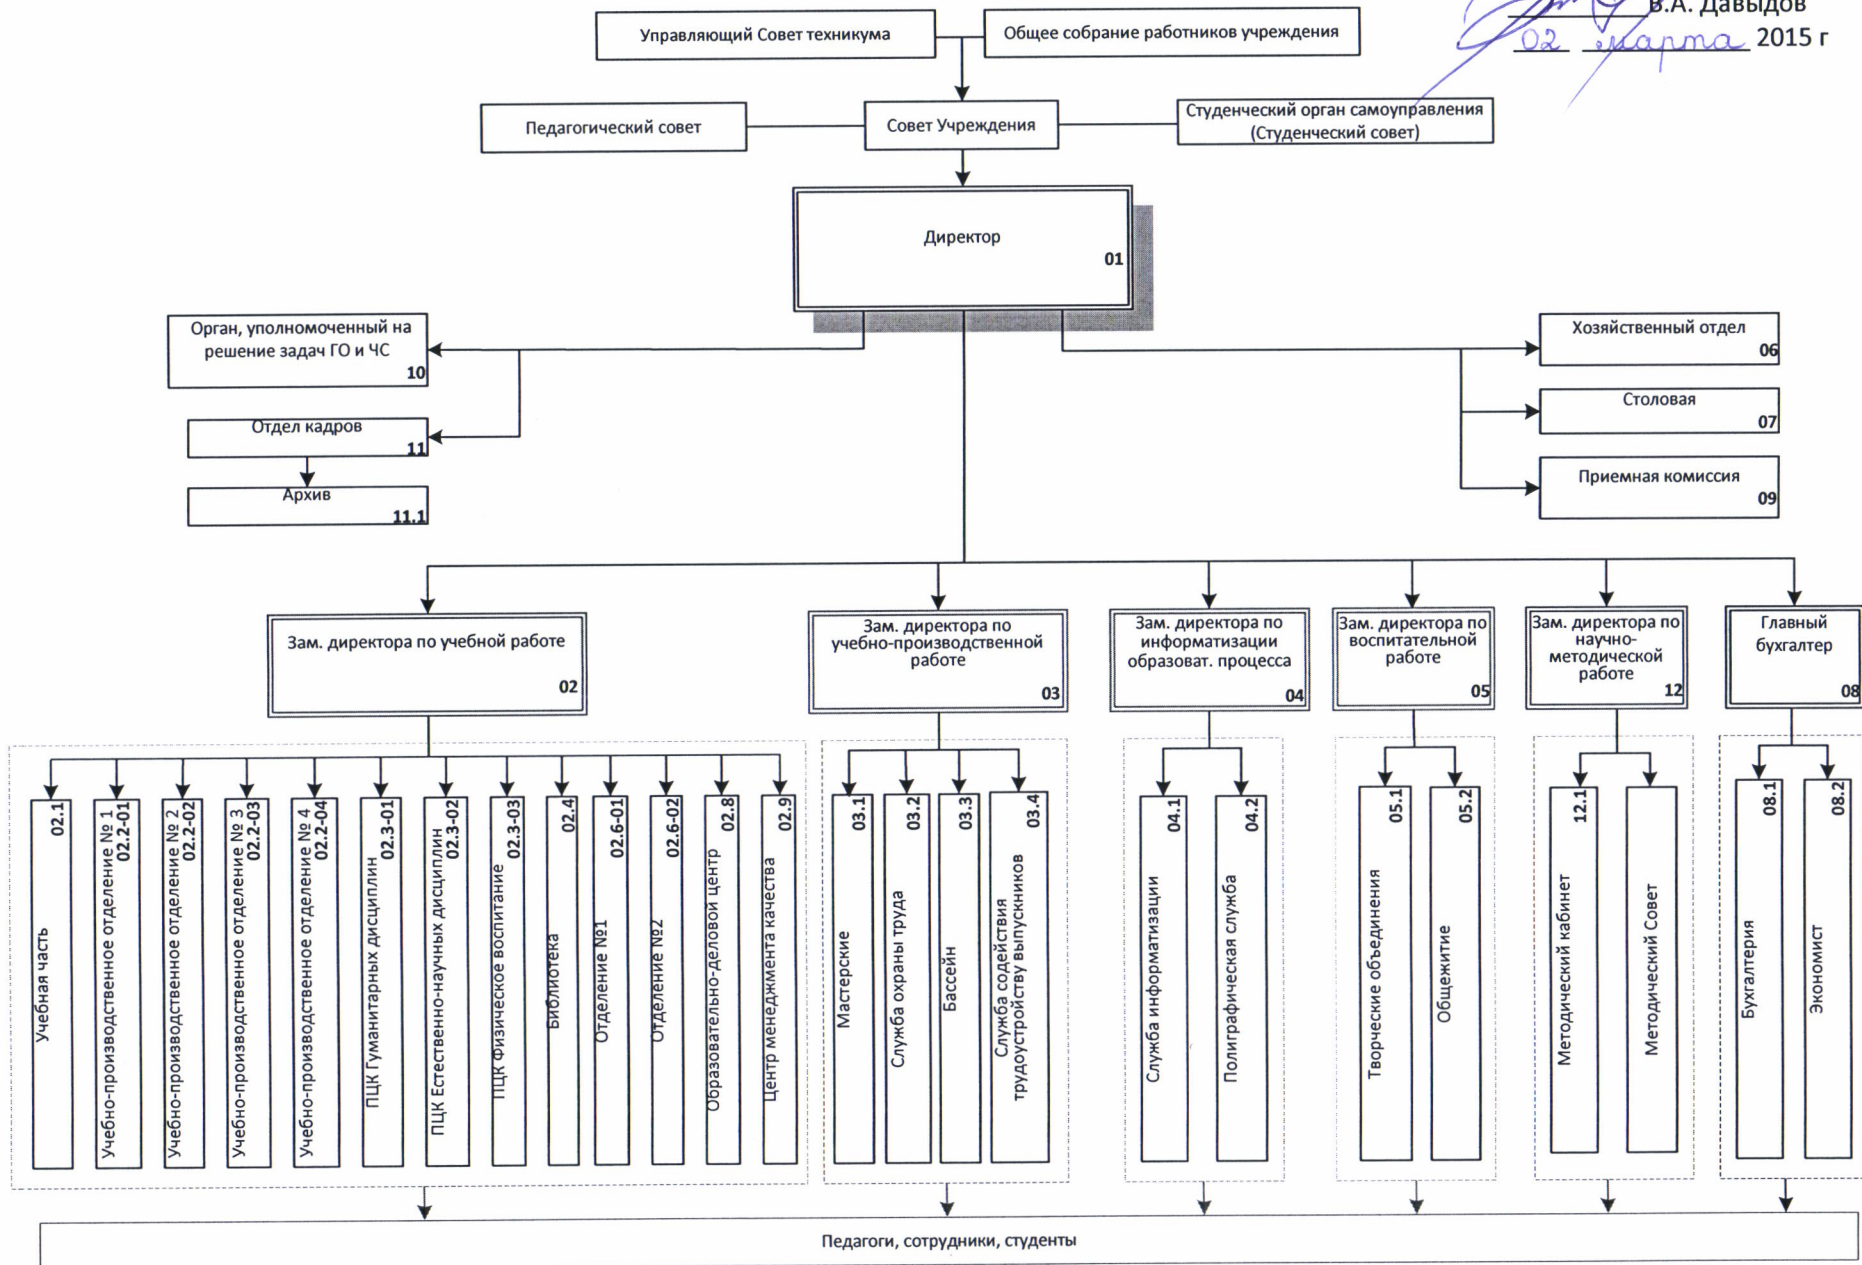 В.А. Давыдов
02 марта 2015 г
Управляющий Совет техникума
Общее собрание работников учреждения
Педагогический совет
Совет Учреждения
Студенческий орган самоуправления
(Студенческий совет)
Директор
01
Орган, уполномоченный на
решение задач ГО и ЧС
10
Отдел кадров
11
Архив
11.1
Хозяйственный отдел
06
Столовая
07
Приемная комиссия
09
Зам. директора по учебной работе
02
Зам. директора по
учебно-производственной
работе
03
Зам. директора по
информатизации
образоват. процесса
04
Зам. директора по
воспитательной
работе
05
Зам. директора по
научно-
методической
работе
12
Главный
бухгалтер
08
Учебная часть
02.1
Учебно-производственное отделение № 1
02.2-01
Учебно-производственное отделение № 2
02.2-02
Учебно-производственное отделение № 3
02.2-03
Учебно-производственное отделение № 4
02.2-04
ПЦК Гуманитарных дисциплин
02.3-01
ПЦК Естественно-научных дисциплин
02.3-02
ПЦК Физическое воспитание
02.3-03
Библиотека
02.4
Отделение №1
02.6-01
Отделение №2
02.6-02
Образовательно-деловой центр
02.8
Центр менеджмента качества
02.9
Мастерские
03.1
Служба охраны труда
03.2
Бассейн
03.3
Служба содействия
трудоустройству выпускников
03.4
Служба информатизации
04.1
Полиграфическая служба
04.2
Творческие объединения
05.1
Общежитие
05.2
Методический кабинет
12.1
Методический Совет
Бухгалтерия
08.1
Экономист
08.2
Педагоги, сотрудники, студенты